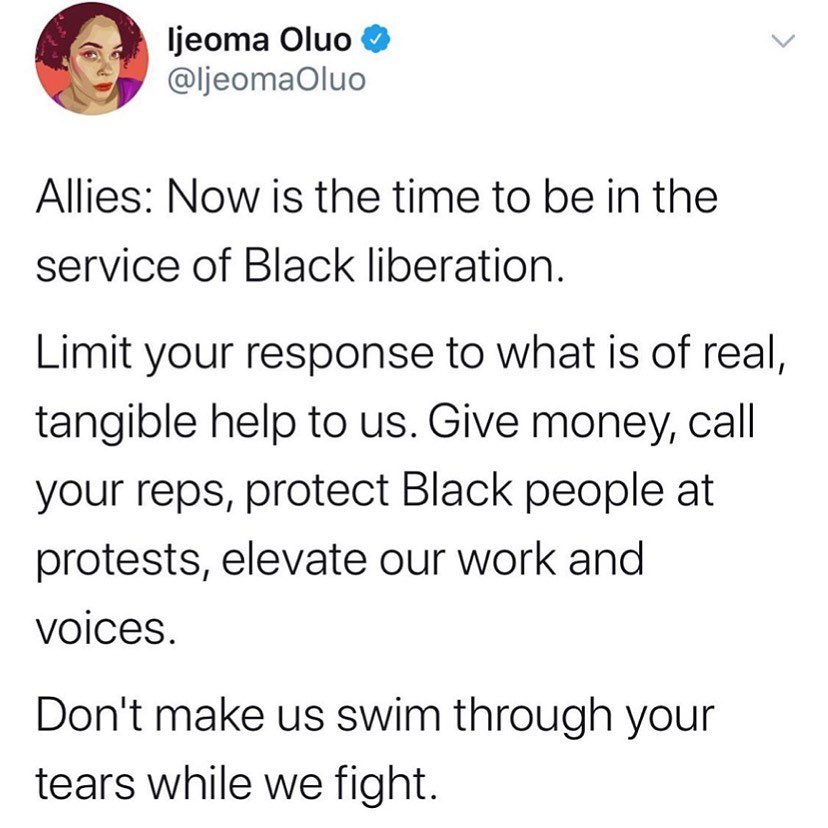 Ijeoma Oluo
@IjeomaOluo
Allies: Now is the time to be in the
service of Black liberation.
Limit your response to what is of real,
tangible help to us. Give money, call
your reps, protect Black people at
protests, elevate our work and
voices.
Don't make us swim through your
tears while we fight.